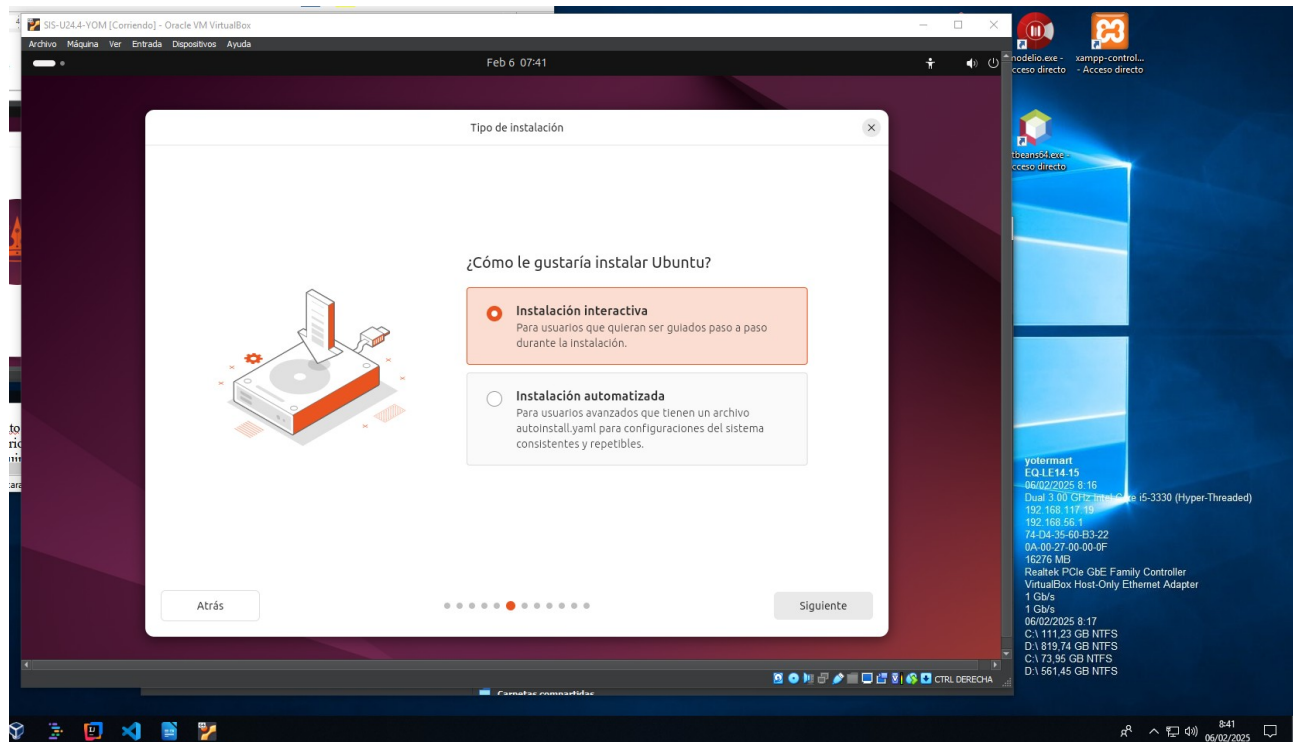 SIS-U24.4-YOM [Corriendo] - Oracle VM VirtualBox
Archivo Máquina Ver Entrada Dispositivos Ayuda
Feb 6 07:41
Tipo de instalación
¿Cómo le gustaría instalar Ubuntu?
Instalación interactiva
Para usuarios que quieran ser guiados paso a paso
durante la instalación.
Instalación automatizada
Para usuarios avanzados que tienen un archivo
autoinstall.yaml para configuraciones del sistema
consistentes y repetibles.
Atrás
Siguiente
CTRL DERECHA
Carpetas compartidas
modelio.exe -
cceso directo
xampp-control...
- Acceso directo
tbeans64.exe -
cceso directo
yotermart
EQ-LE14-15
06/02/2025 8:16
Dual 3.00 GHz Intel Core i5-3330 (Hyper-Threaded)
192.168.117.19
192.168.56.1
74-D4-35-60-B3-22
0A-00-27-00-00-0F
16276 MB
Realtek PCIe GbE Family Controller
VirtualBox Host-Only Ethernet Adapter
1 Gb/s
1 Gb/s
06/02/2025 8:17
C:\ 111,23 GB NTFS
D:\ 819,74 GB NTFS
C:\ 73,95 GB NTFS
D:\ 561,45 GB NTFS
8:41
06/02/2025